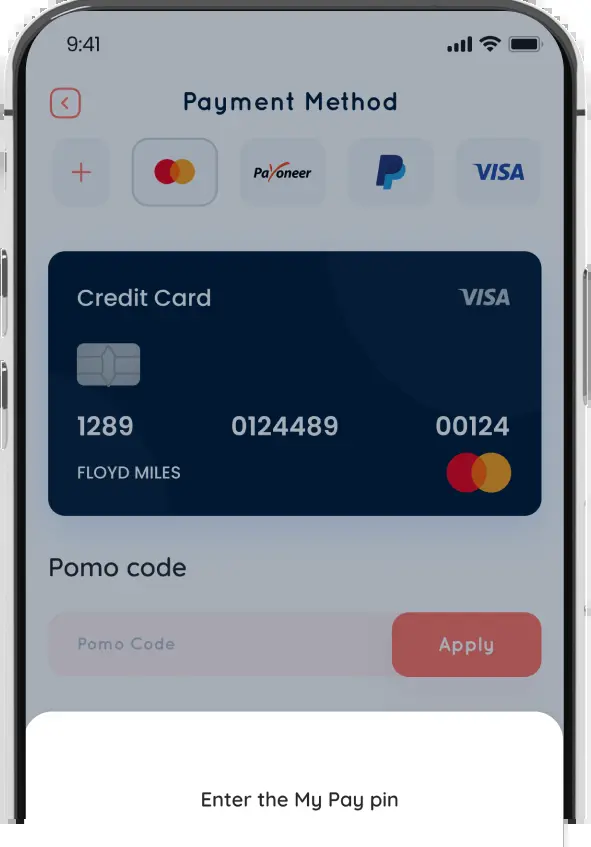 9:41
Payment Method
Payoneer VISA
Credit Card VISA
1289 0124489 00124
FLOYD MILES
Pomo code
Pomo Code Apply
Enter the My Pay pin